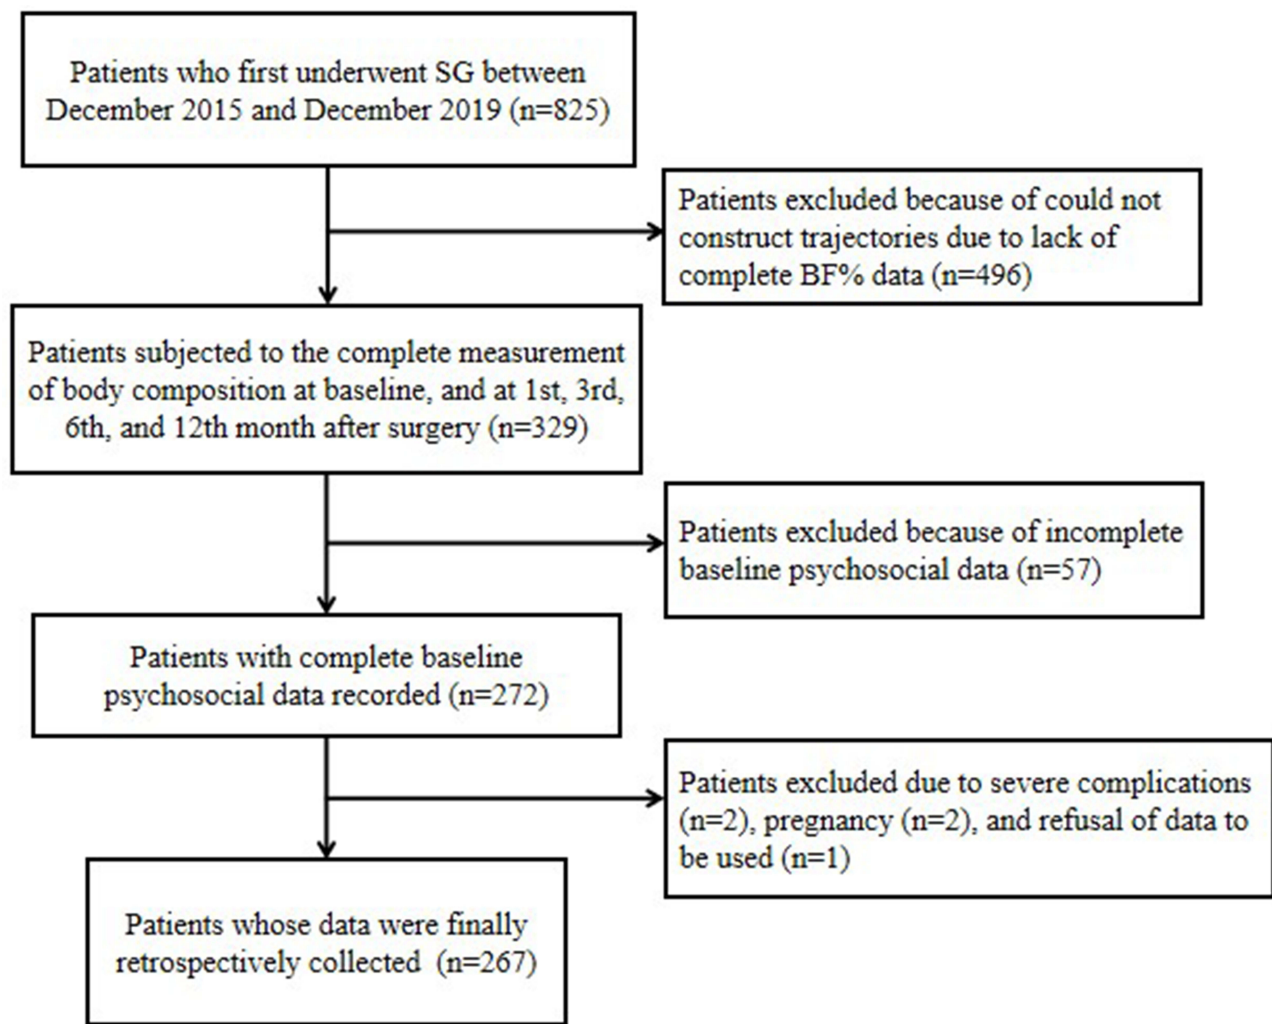 Patients who first underwent SG between
December 2015 and December 2019 (n=825)
Patients excluded because of could not
construct trajectories due to lack of
complete BF% data (n=496)
Patients subjected to the complete measurement
of body composition at baseline, and at 1st, 3rd,
6th, and 12th month after surgery (n=329)
Patients excluded because of incomplete
baseline psychosocial data (n=57)
Patients with complete baseline
psychosocial data recorded (n=272)
Patients excluded due to severe complications
(n=2), pregnancy (n=2), and refusal of data to
be used (n=1)
Patients whose data were finally
retrospectively collected (n=267)